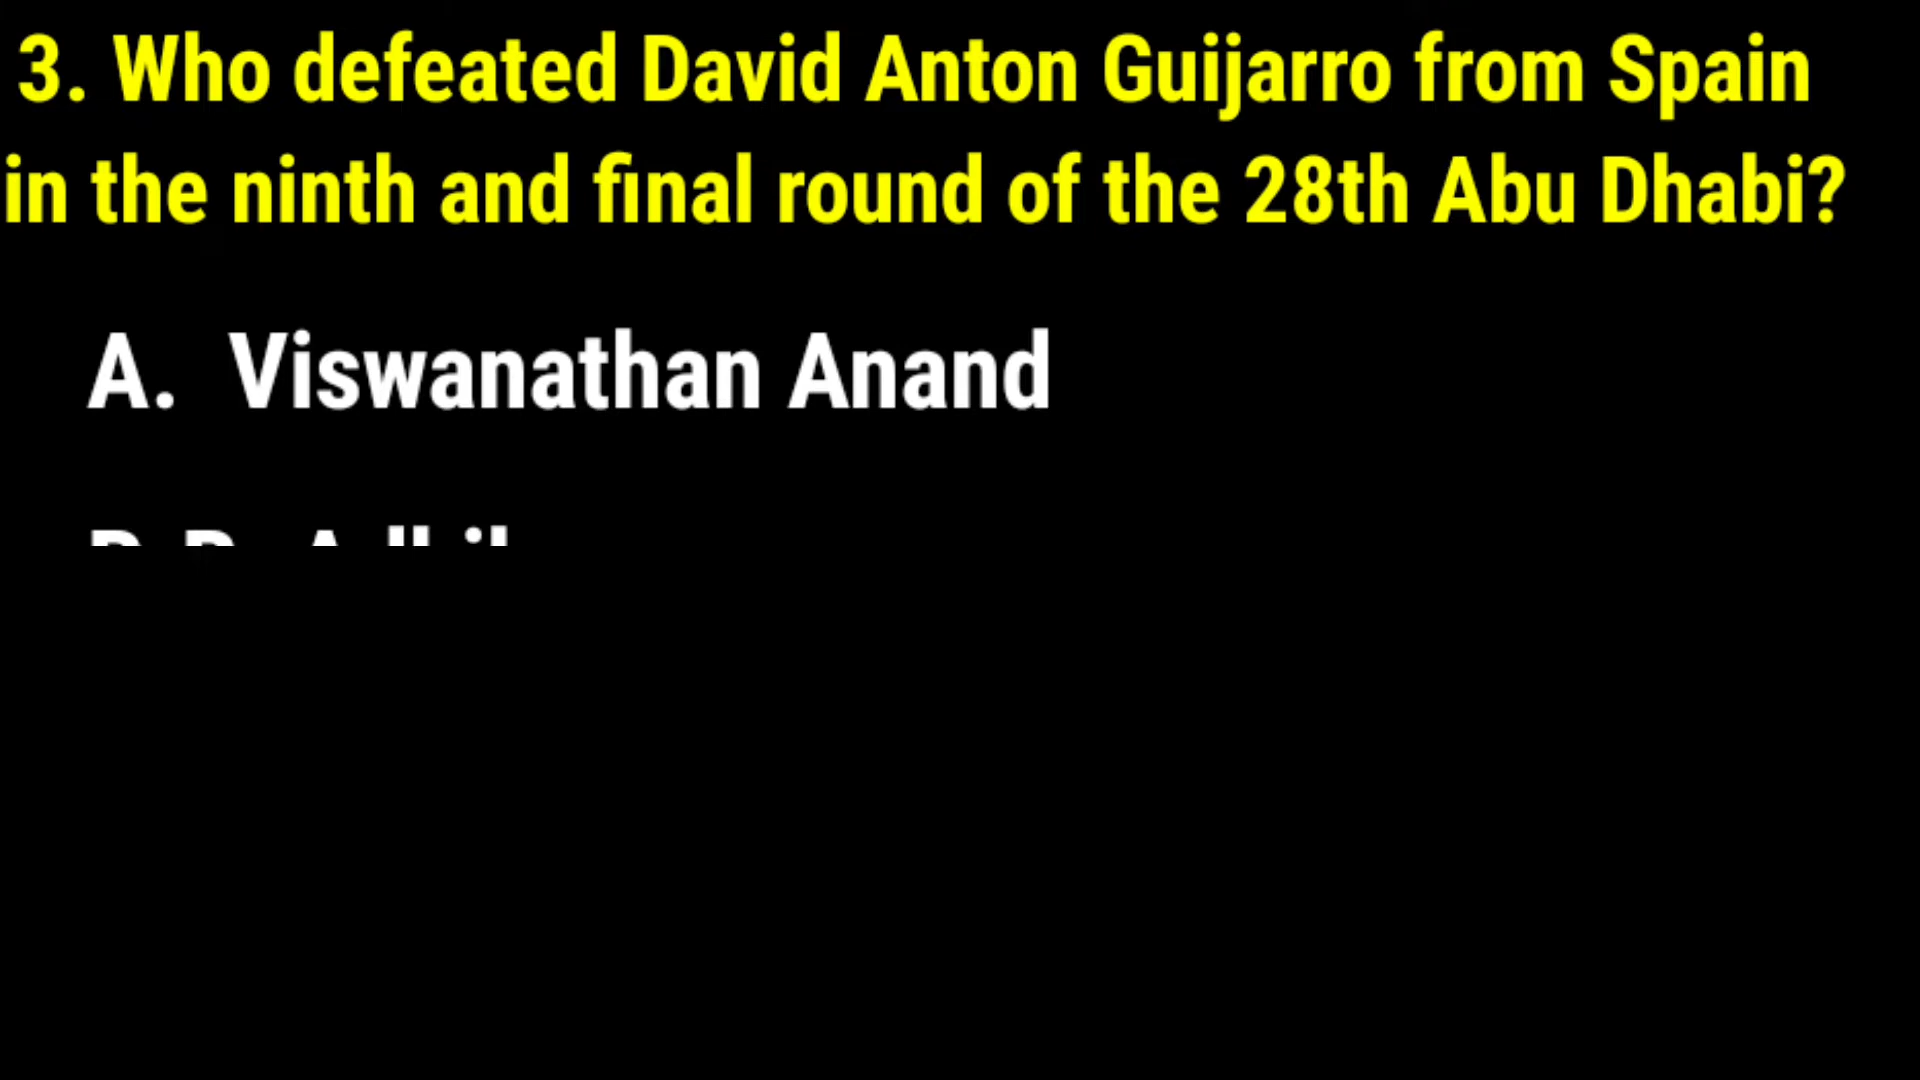 3. Who defeated David Anton Guijarro from Spain
in the ninth and final round of the 28th Abu Dhabi?
A. Viswanathan Anand